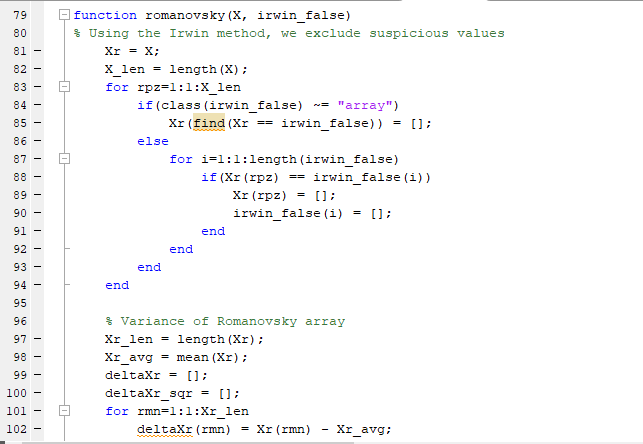 79 function romanovsky(X, irwin_false)
80 % Using the Irwin method, we exclude suspicious values
81 - Xr = X;
82 - X_len = length(X);
83 - for rpz=1:1:X_len
84 - if(class(irwin_false) ~= "array")
85 - Xr(find(Xr == irwin_false)) = [];
86 - else
87 - for i=1:1:length(irwin_false)
88 - if(Xr(rpz) == irwin_false(i))
89 - Xr(rpz) = [];
90 - irwin_false(i) = [];
91 - end
92 - end
93 - end
94 - end
95
96 % Variance of Romanovsky array
97 - Xr_len = length(Xr);
98 - Xr_avg = mean(Xr);
99 - deltaXr = [];
100 - deltaXr_sqr = [];
101 - for rmn=1:1:Xr_len
102 - deltaXr(rmn) = Xr(rmn) - Xr_avg;